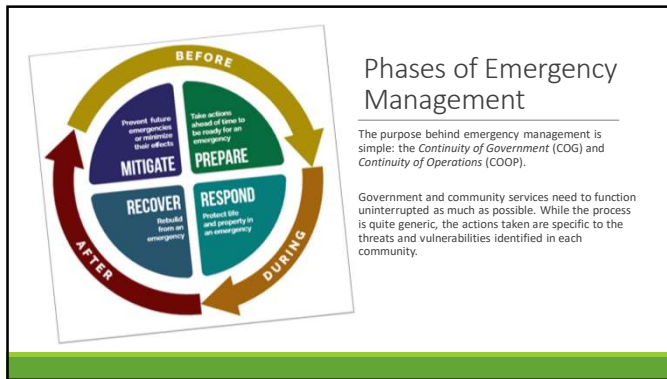 BEFORE
Prevent future
emergencies
or minimize
their effects
MITIGATE
Take actions
ahead of time to
be ready for an
emergency
PREPARE
RECOVER
Rebuild
from an
emergency
RESPOND
Protect life
and property in
an emergency
AFTER
DURING
Phases of Emergency
Management
The purpose behind emergency management is
simple: the Continuity of Government (COG) and
Continuity of Operations (COOP).
Government and community services need to function
uninterrupted as much as possible. While the process
is quite generic, the actions taken are specific to the
threats and vulnerabilities identified in each
community.